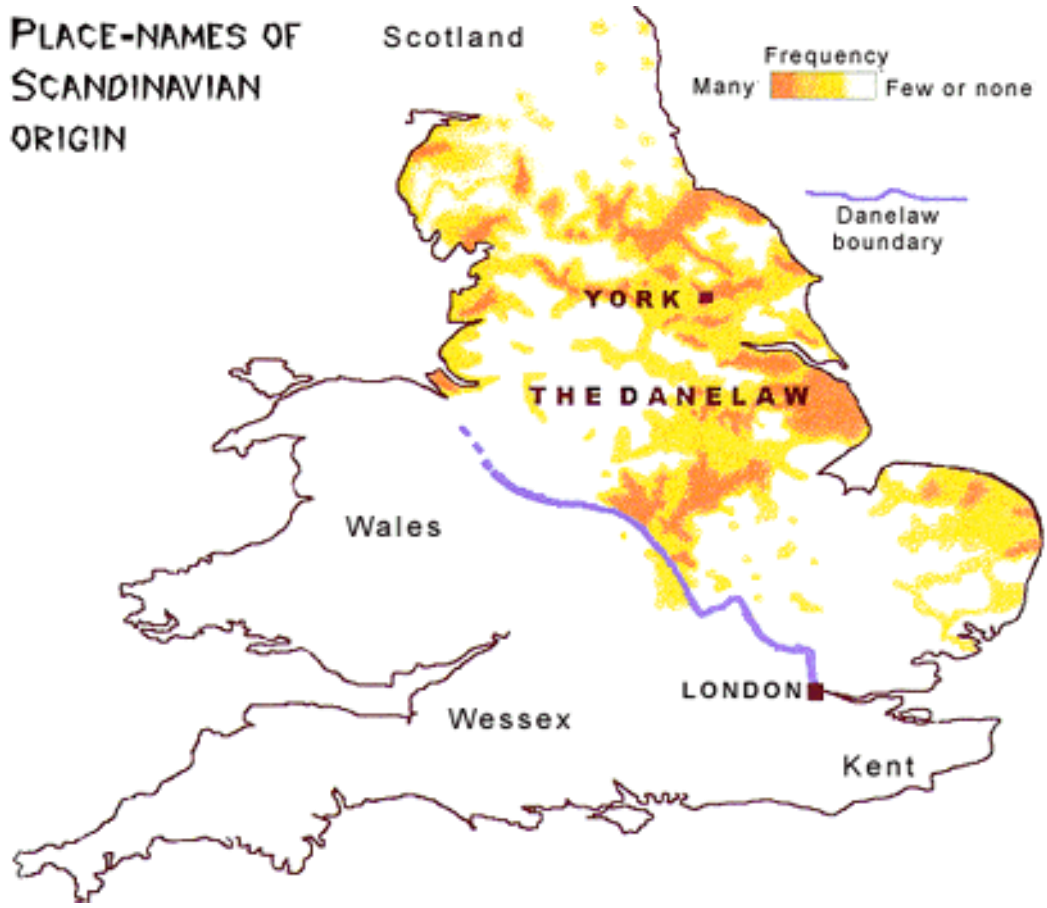 PLACE-NAMES OF
SCANDINAVIAN
ORIGIN
Scotland
Frequency
Many
Few or none
Danelaw
boundary
YORK
THE DANELAW
Wales
LONDON
Wessex
Kent